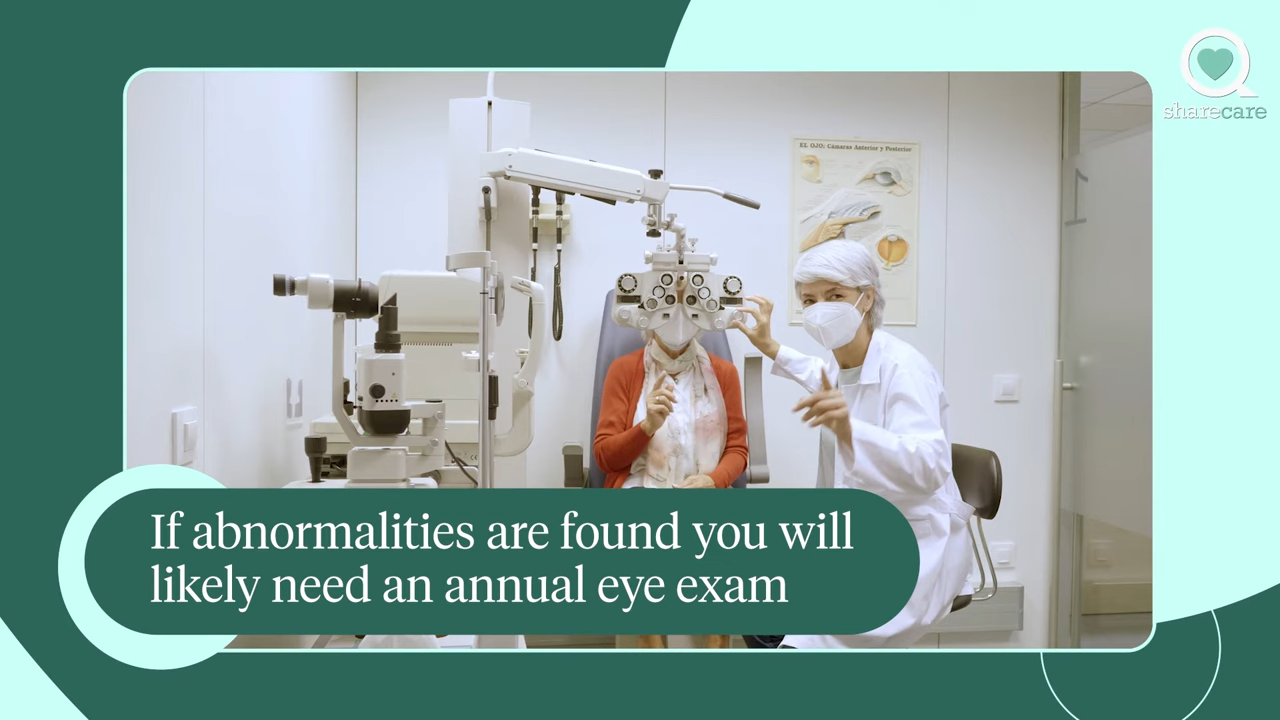 sharecare
EL OJO: Cámaras Anterior y Posterior
If abnormalities are found you will
likely need an annual eye exam